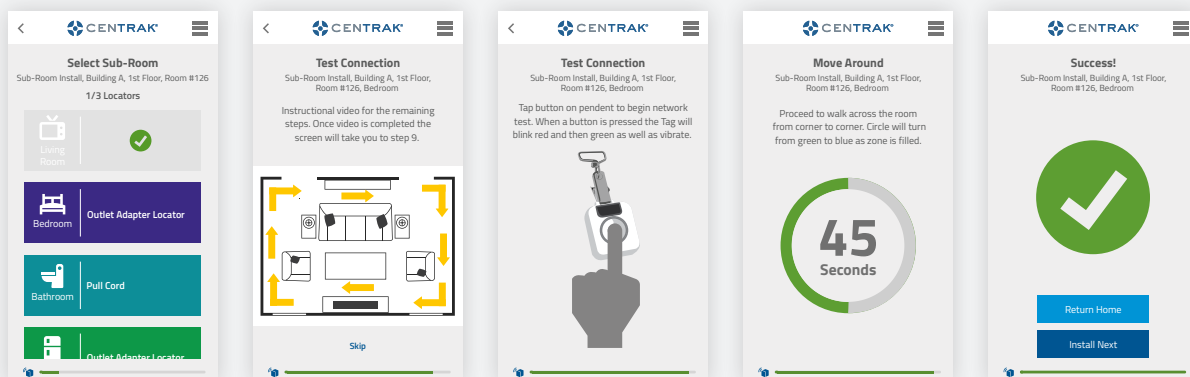 CENTRAK®
Select Sub-Room
Sub-Room Install, Building A, 1st Floor, Room #126
1/3 Locators
Living
Room
Bedroom
Outlet Adapter Locator
Bathroom
Pull Cord
Outlet Adapter Locator
CENTRAK®
Test Connection
Sub-Room Install, Building A, 1st Floor,
Room #126, Bedroom
Instructional video for the remaining
steps. Once video is completed the
screen will take you to step 9.
Skip
CENTRAK®
Test Connection
Sub-Room Install, Building A, 1st Floor,
Room #126, Bedroom
Tap button on pendent to begin network
test. When a button is pressed the Tag will
blink red and then green as well as vibrate.
CENTRAK®
Move Around
Sub-Room Install, Building A, 1st Floor,
Room #126, Bedroom
Proceed to walk across the room
from corner to corner. Circle will turn
from green to blue as zone is filled.
45
Seconds
CENTRAK®
Success!
Sub-Room Install, Building A, 1st Floor,
Room #126, Bedroom
Return Home
Install Next